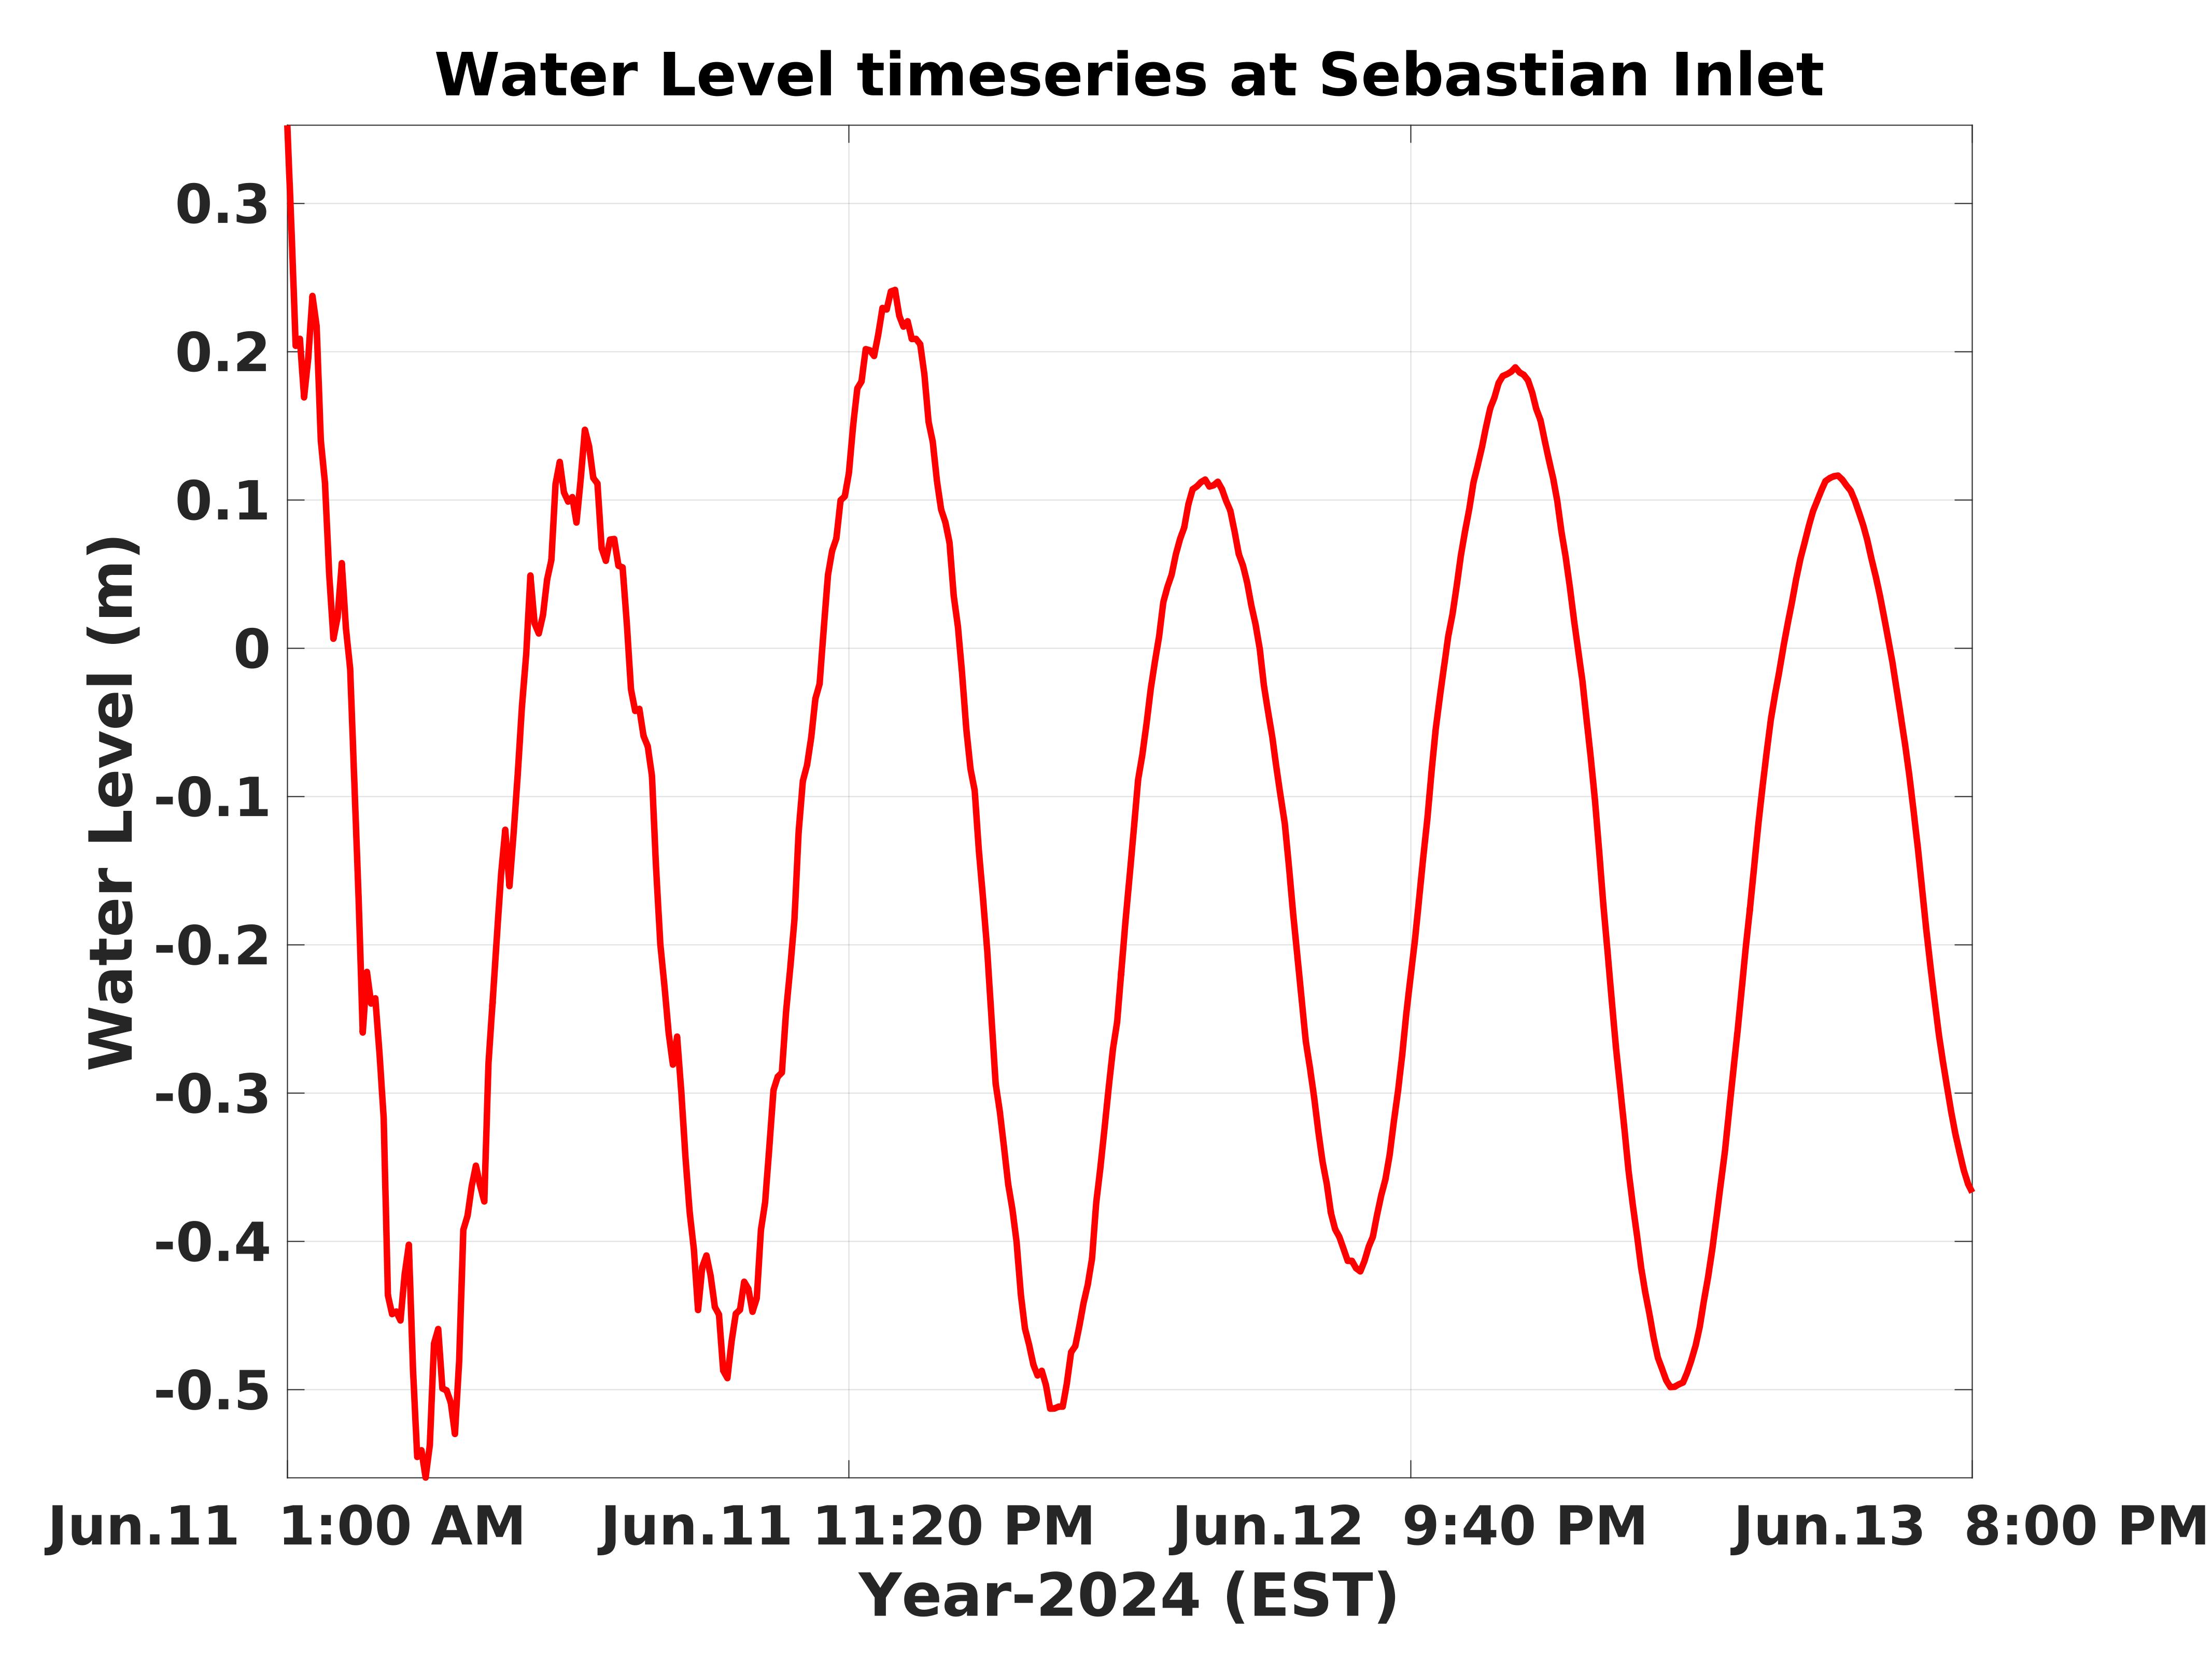 Water Level timeseries at Sebastian Inlet
Water Level (m)
0.3
0.2
0.1
0
-0.1
-0.2
-0.3
-0.4
-0.5
Jun.11 1:00 AM Jun.11 11:20 PM Jun.12 9:40 PM Jun.13 8:00 PM
Year-2024 (EST)